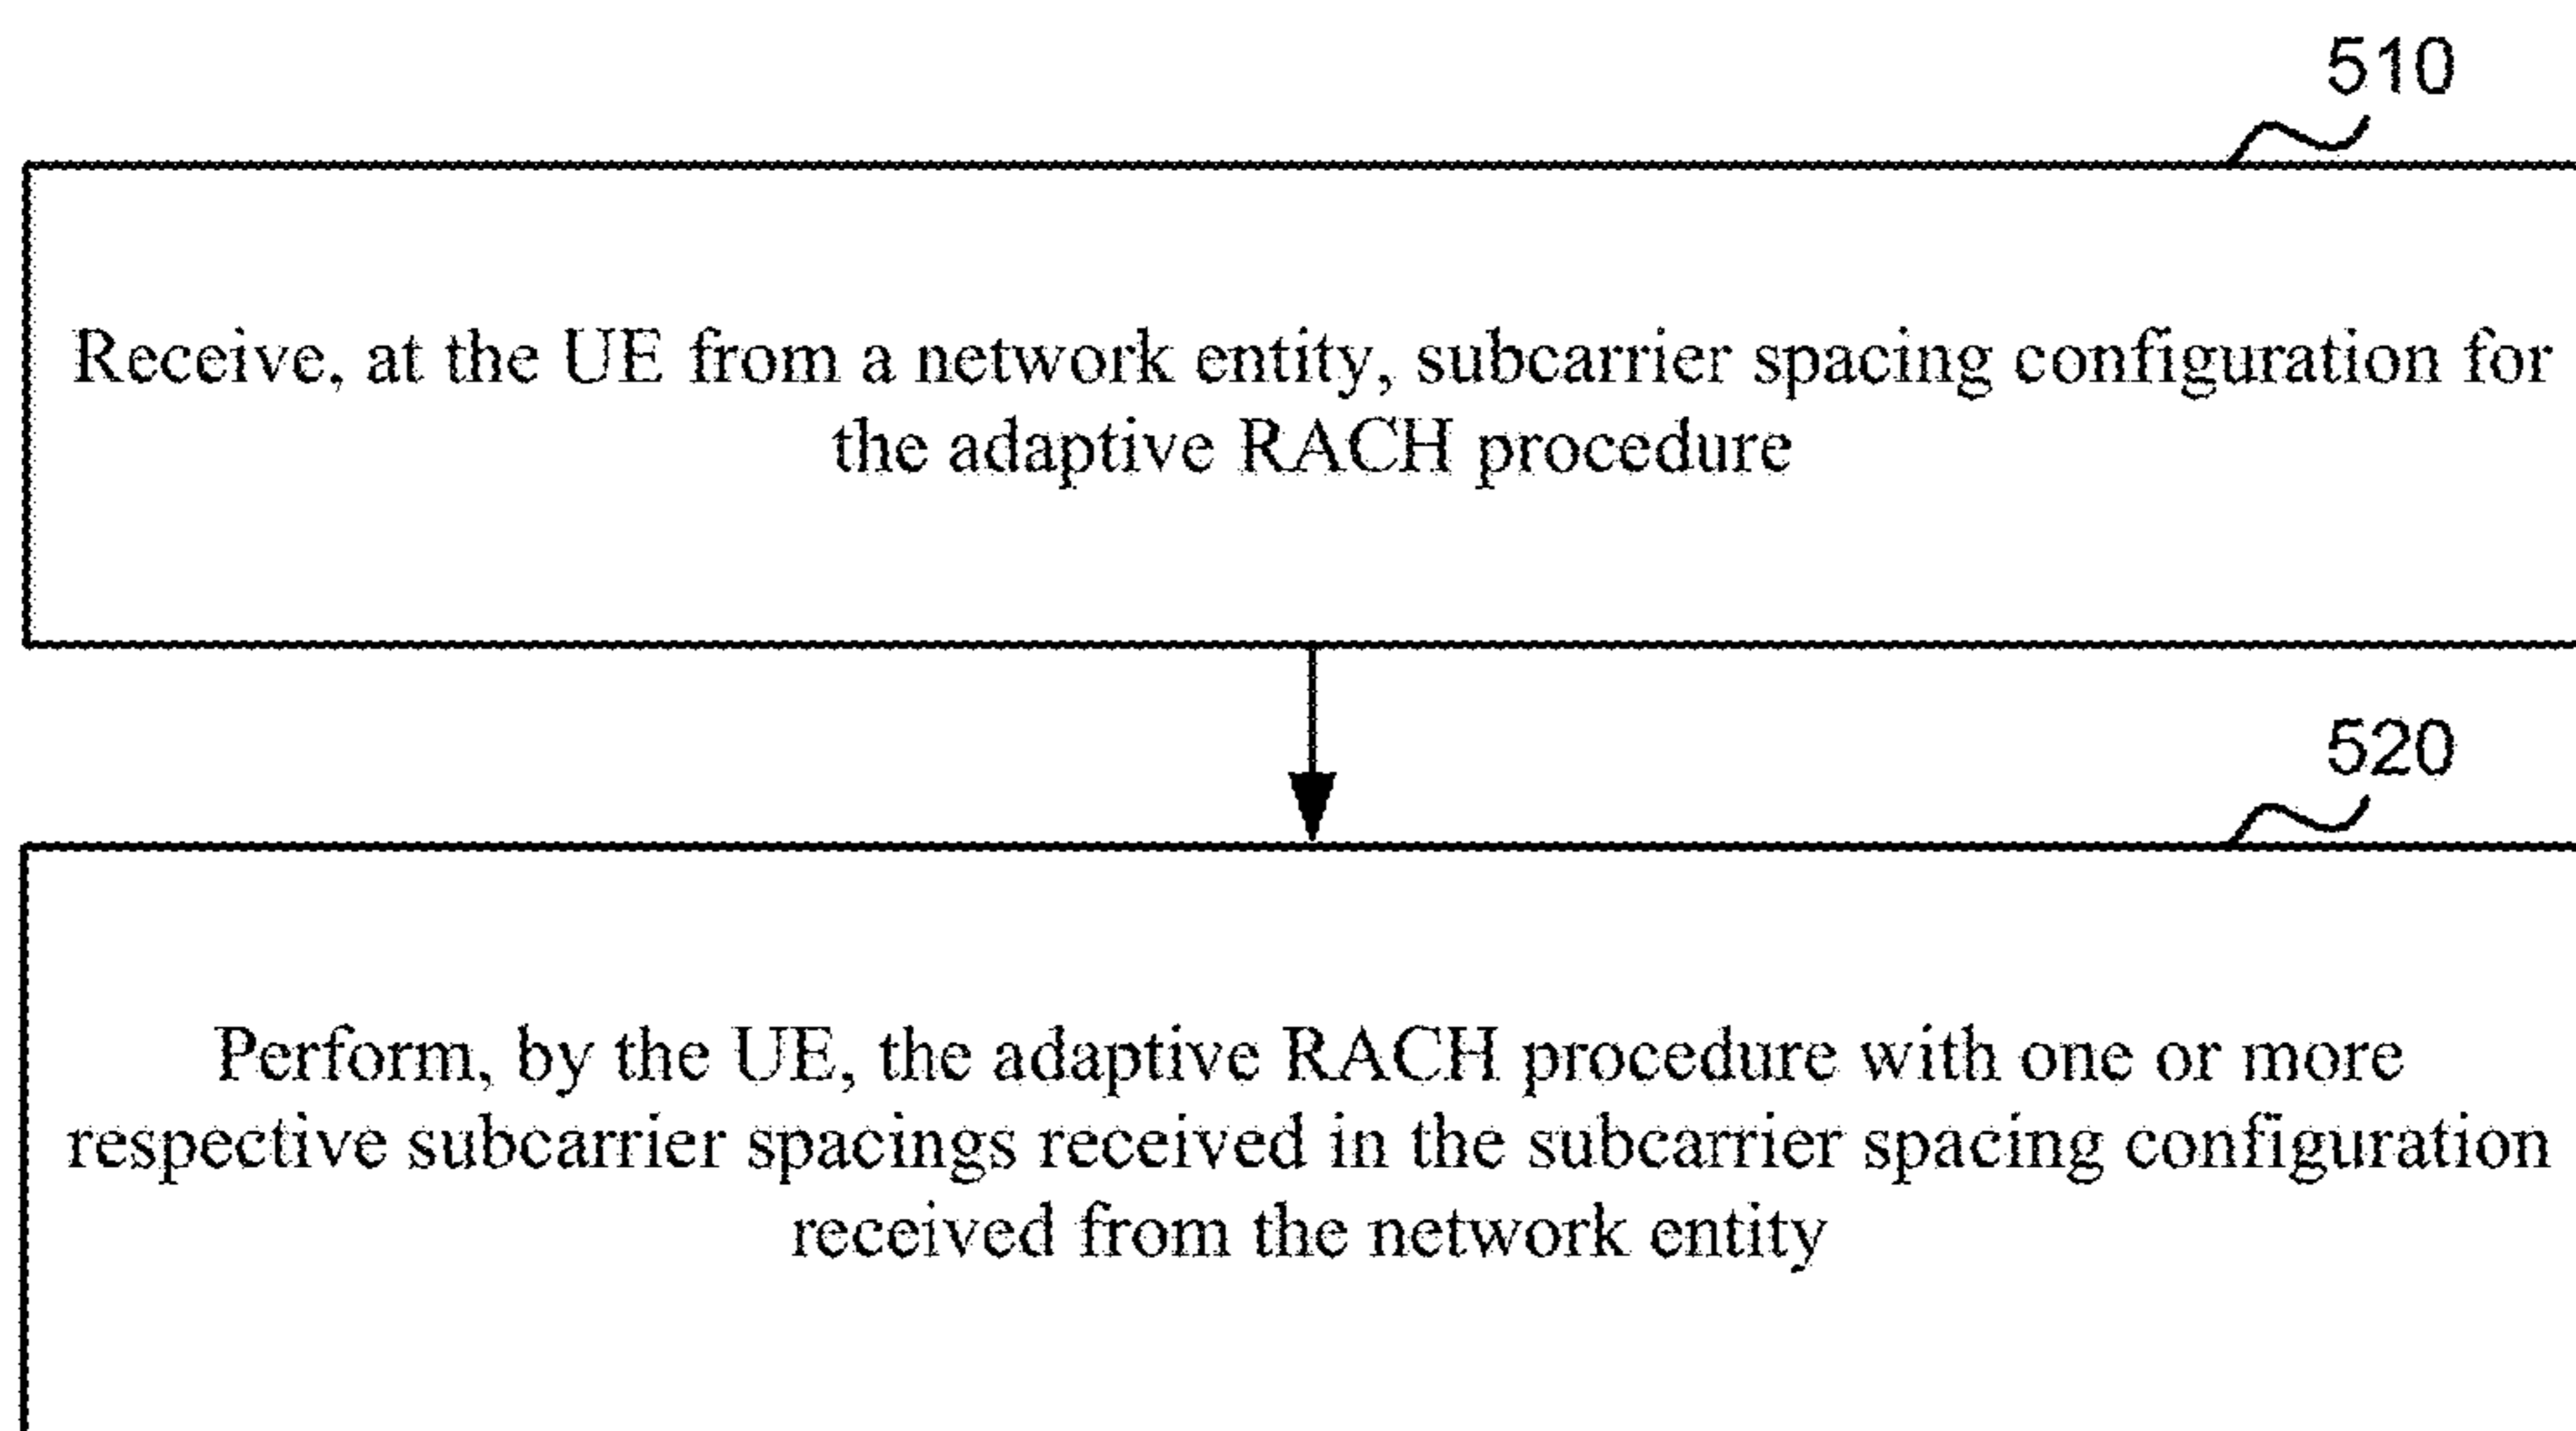 510
Receive, at the UE from a network entity, subcarrier spacing configuration for
the adaptive RACH procedure
520
Perform, by the UE, the adaptive RACH procedure with one or more
respective subcarrier spacings received in the subcarrier spacing configuration
received from the network entity